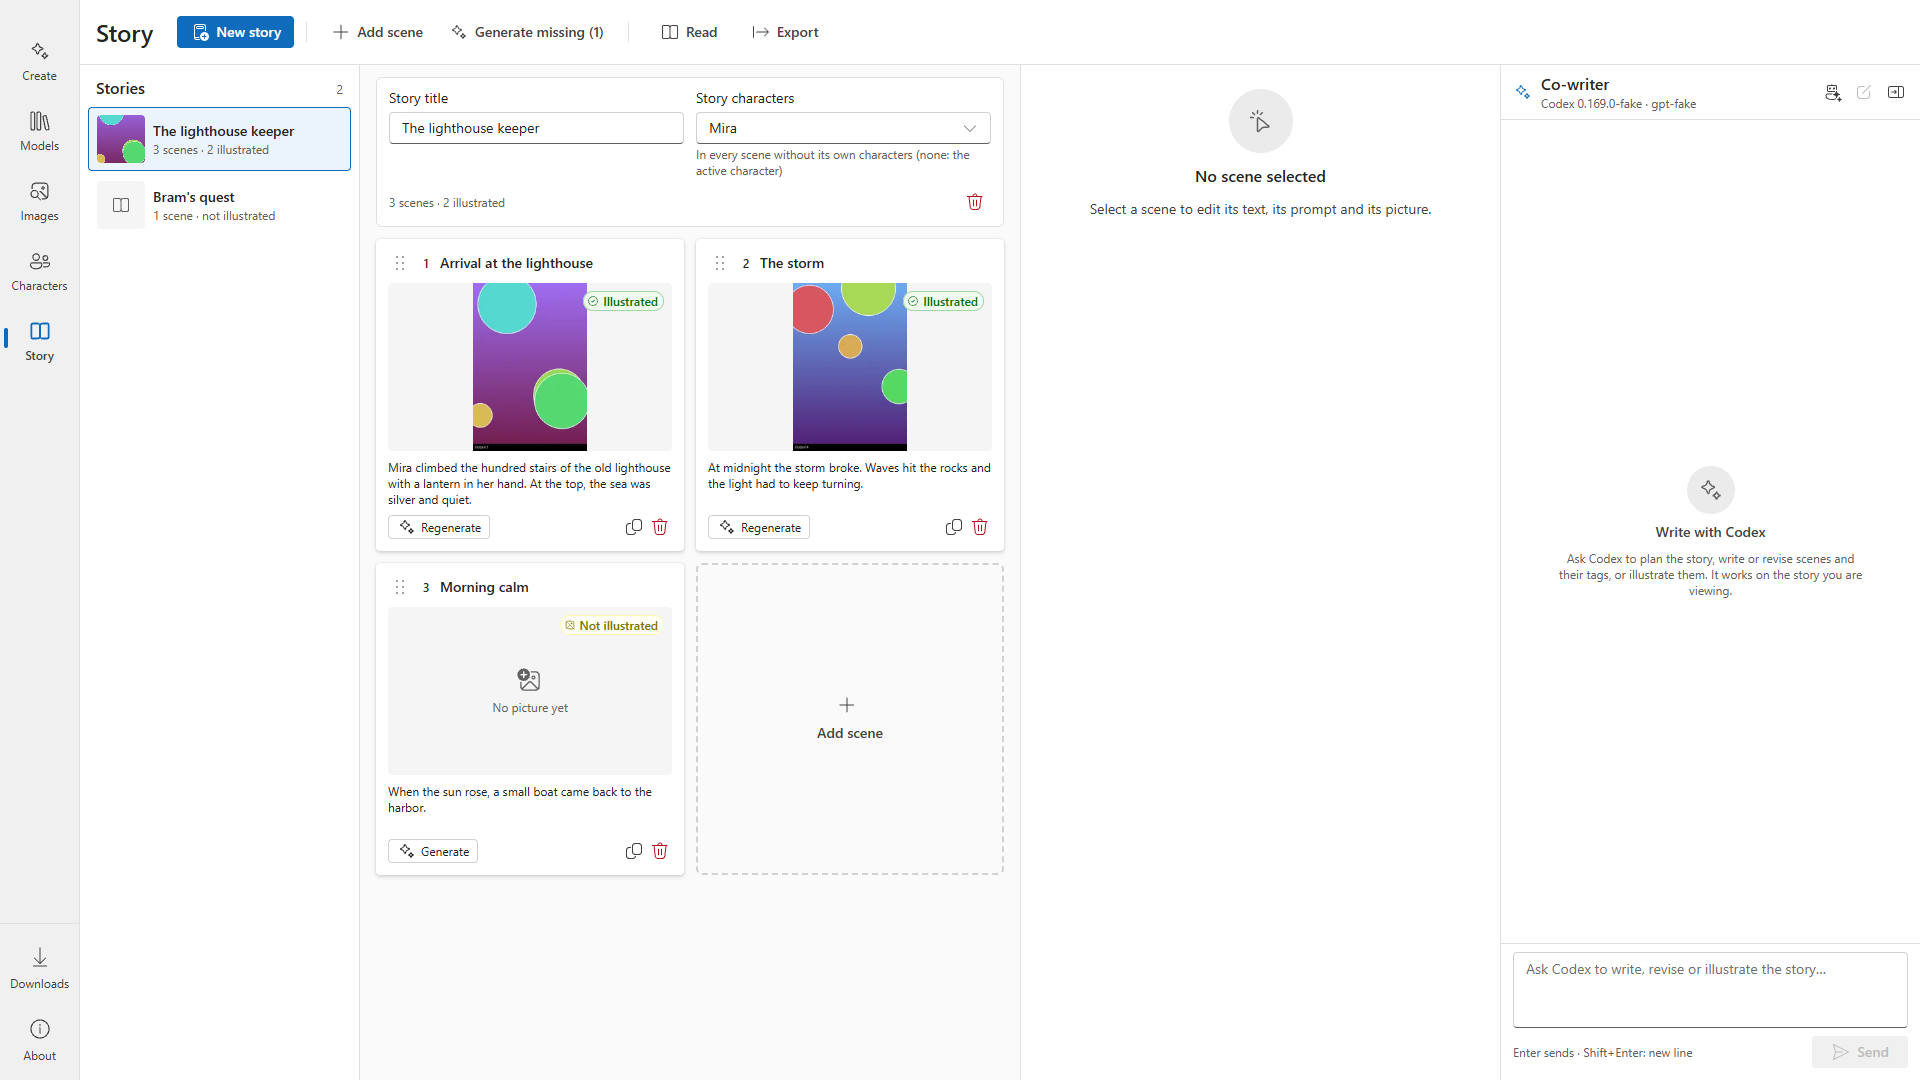 Create
Models
Images
Characters
Story
Downloads
About
Story
New story
Add scene
Generate missing (1)
Read
Export
Stories
2
The lighthouse keeper
3 scenes · 2 illustrated
Bram's quest
1 scene · not illustrated
Story title
The lighthouse keeper
Story characters
Mira
In every scene without its own characters (none: the
active character)
3 scenes · 2 illustrated
1 Arrival at the lighthouse
Illustrated
Mira climbed the hundred stairs of the old lighthouse
with a lantern in her hand. At the top, the sea was
silver and quiet.
Regenerate
2 The storm
Illustrated
At midnight the storm broke. Waves hit the rocks and
the light had to keep turning.
Regenerate
3 Morning calm
Not illustrated
No picture yet
When the sun rose, a small boat came back to the
harbor.
Generate
Add scene
No scene selected
Select a scene to edit its text, its prompt and its picture.
Co-writer
Codex 0.169.0-fake · gpt-fake
Write with Codex
Ask Codex to plan the story, write or revise scenes and
their tags, or illustrate them. It works on the story you are
viewing.
Ask Codex to write, revise or illustrate the story...
Enter sends · Shift+Enter: new line
Send